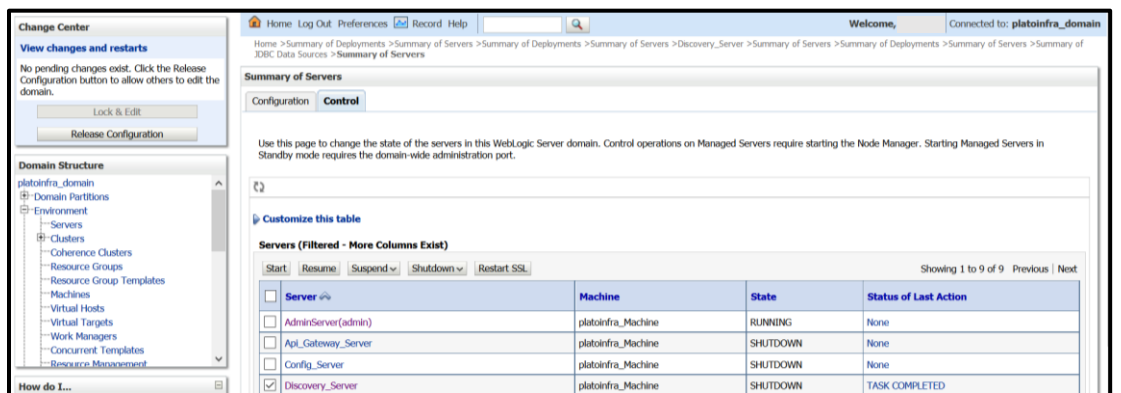 Change Center
View changes and restarts
No pending changes exist. Click the Release
Configuration button to allow others to edit the
domain.
Lock & Edit
Release Configuration
Domain Structure
platoinfra_domain
Domain Partitions
Environment
Servers
Clusters
Coherence Clusters
Resource Groups
Resource Group Templates
Machines
Virtual Hosts
Virtual Targets
Work Managers
Concurrent Templates
Resource Management
How do I...
Home Log Out Preferences Record Help
Welcome,
Connected to: platoinfra_domain
Home >Summary of Deployments >Summary of Servers >Summary of Deployments >Summary of Servers >Discovery_Server >Summary of Servers >Summary of Deployments >Summary of Servers >Summary of
JDBC Data Sources >Summary of Servers
Summary of Servers
Configuration Control
Use this page to change the state of the servers in this WebLogic Server domain. Control operations on Managed Servers require starting the Node Manager. Starting Managed Servers in
Standby mode requires the domain-wide administration port.
Customize this table
Servers (Filtered - More Columns Exist)
Start Resume Suspend Shutdown Restart SSL
Showing 1 to 9 of 9 Previous | Next
Server Machine State Status of Last Action
AdminServer(admin) platoinfra_Machine RUNNING None
Api_Gateway_Server platoinfra_Machine SHUTDOWN None
Config_Server platoinfra_Machine SHUTDOWN None
Discovery_Server platoinfra_Machine SHUTDOWN TASK COMPLETED